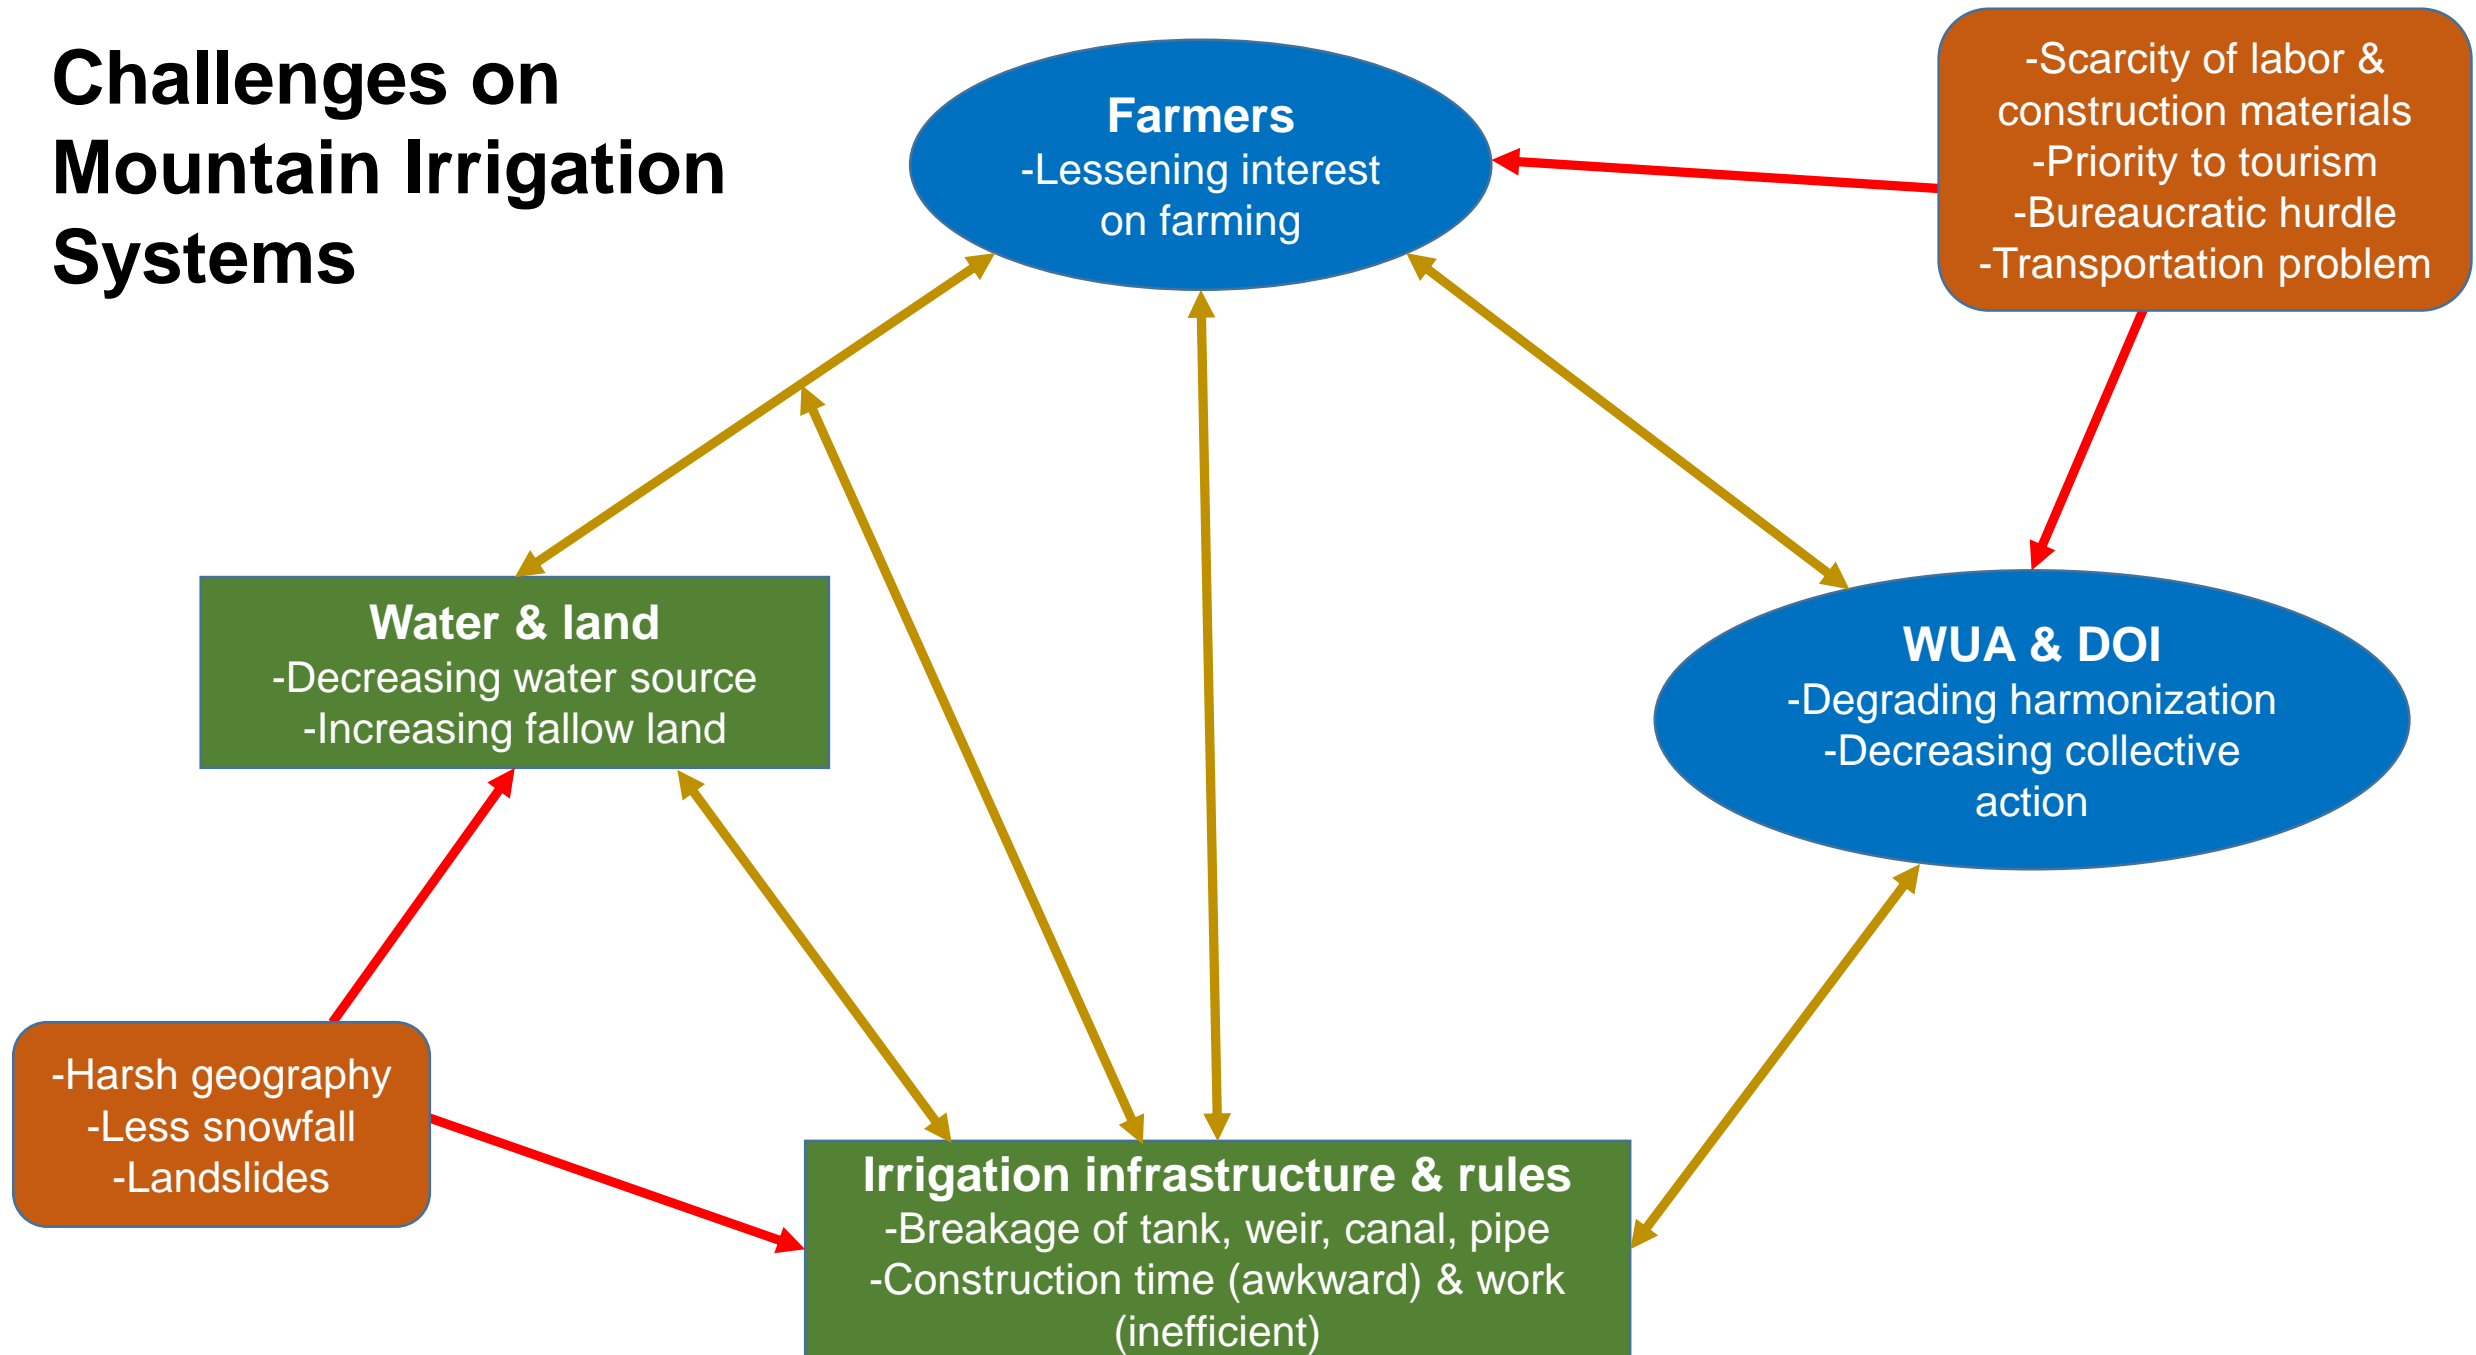 Challenges on
Mountain Irrigation
Systems
Farmers
-Lessening interest
on farming
-Scarcity of labor &
construction materials
-Priority to tourism
-Bureaucratic hurdle
-Transportation problem
Water & land
-Decreasing water source
-Increasing fallow land
WUA & DOI
-Degrading harmonization
-Decreasing collective
action
-Harsh geography
-Less snowfall
-Landslides
Irrigation infrastructure & rules
-Breakage of tank, weir, canal, pipe
-Construction time (awkward) & work
(inefficient)